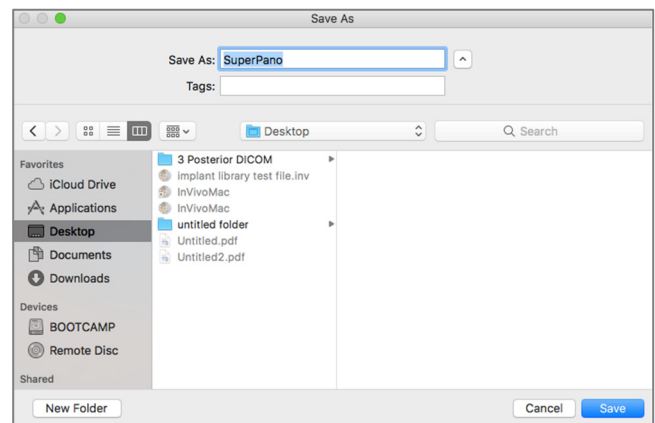 Save As
Save As: SuperPano
Tags:
Desktop
Search
Favorites
iCloud Drive
Applications
Desktop
Documents
Downloads
Devices
BOOTCAMP
Remote Disc
Shared
3 Posterior DICOM
implant library test file.inv
InVivoMac
InVivoMac
untitled folder
Untitled.pdf
Untitled2.pdf
New Folder
Cancel
Save